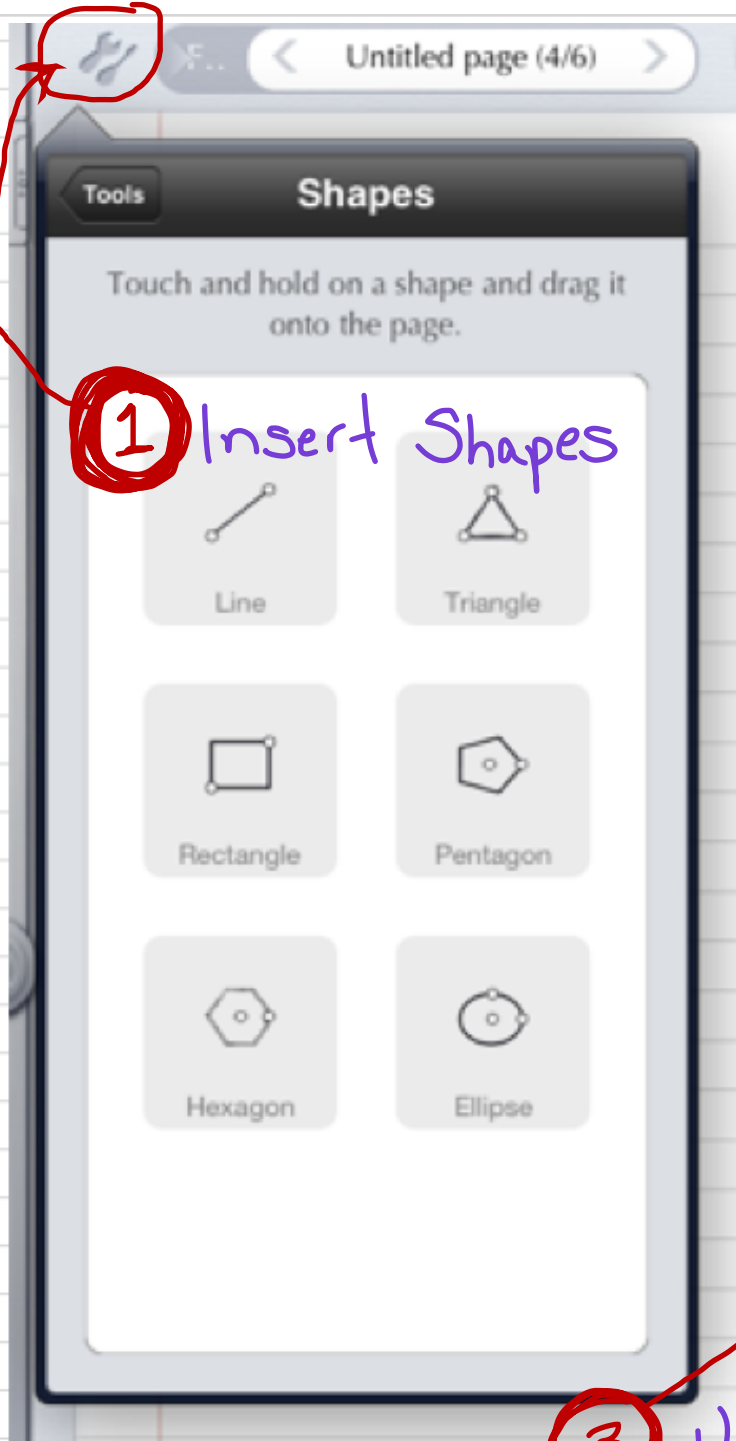 F..
Untitled page (4/6)
Tools
Shapes
Touch and hold on a shape and drag it
onto the page.
1 Insert Shapes
Line
Triangle
Rectangle
Pentagon
Hexagon
Ellipse